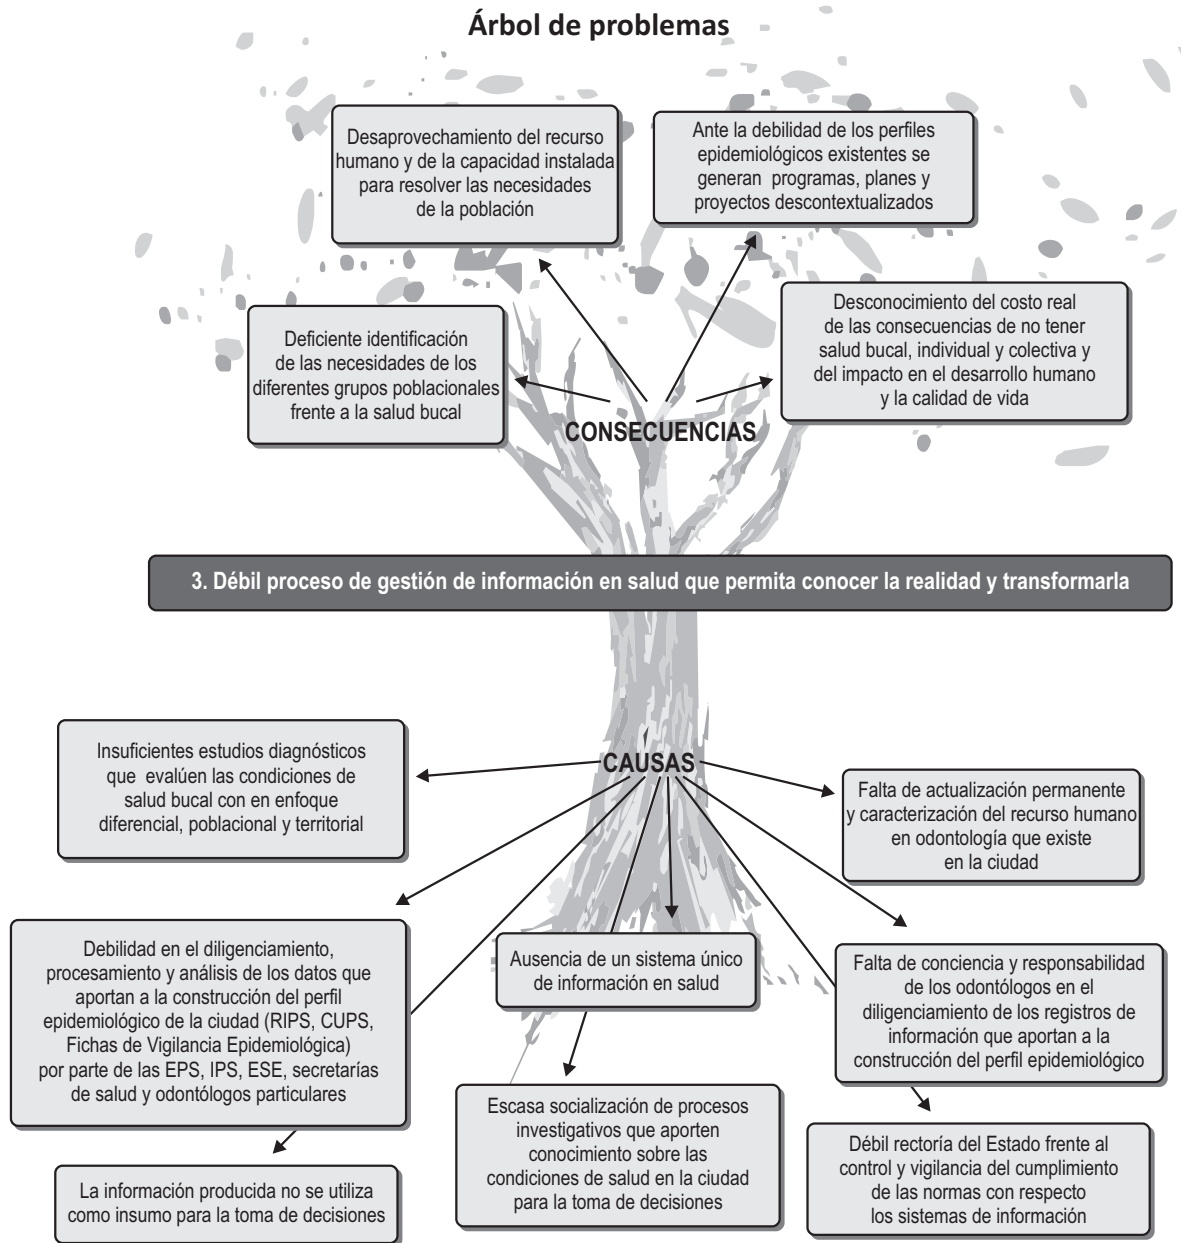 Árbol de problemas
Desaprovechamiento del recurso
humano y de la capacidad instalada
para resolver las necesidades
de la población
Ante la debilidad de los perfiles
epidemiológicos existentes se
generan programas, planes y
proyectos descontextualizados
Deficiente identificación
de las necesidades de los
diferentes grupos poblacionales
frente a la salud bucal
Desconocimiento del costo real
de las consecuencias de no tener
salud bucal, individual y colectiva y
del impacto en el desarrollo humano
y la calidad de vida
CONSECUENCIAS
3. Débil proceso de gestión de información en salud que permita conocer la realidad y transformarla
CAUSAS
Insuficientes estudios diagnósticos
que evalúen las condiciones de
salud bucal con en enfoque
diferencial, poblacional y territorial
Falta de actualización permanente
y caracterización del recurso humano
en odontología que existe
en la ciudad
Debilidad en el diligenciamiento,
procesamiento y análisis de los datos que
aportan a la construcción del perfil
epidemiológico de la ciudad (RIPS, CUPS,
Fichas de Vigilancia Epidemiológica)
por parte de las EPS, IPS, ESE, secretarías
de salud y odontólogos particulares
Ausencia de un sistema único
de información en salud
Falta de conciencia y responsabilidad
de los odontólogos en el
diligenciamiento de los registros de
información que aportan a la
construcción del perfil epidemiológico
La información producida no se utiliza
como insumo para la toma de decisiones
Escasa socialización de procesos
investigativos que aporten
conocimiento sobre las
condiciones de salud en la ciudad
para la toma de decisiones
Débil rectoría del Estado frente al
control y vigilancia del cumplimiento
de las normas con respecto
los sistemas de información